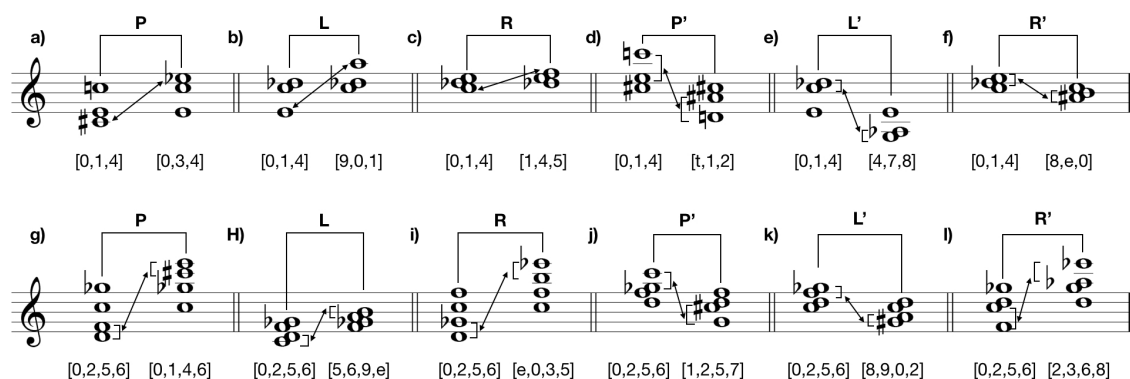 P L R P’ L’ R’
a) b) c) d) e) f)
[0,1,4] [0,3,4] [0,1,4] [9,0,1] [0,1,4] [1,4,5] [0,1,4] [t,1,2] [0,1,4] [4,7,8] [0,1,4] [8,e,0]
P L R P’ L’ R’
g) H) i) j) k) l)
[0,2,5,6] [0,1,4,6] [0,2,5,6] [5,6,9,e] [0,2,5,6] [e,0,3,5] [0,2,5,6] [1,2,5,7] [0,2,5,6] [8,9,0,2] [0,2,5,6] [2,3,6,8]